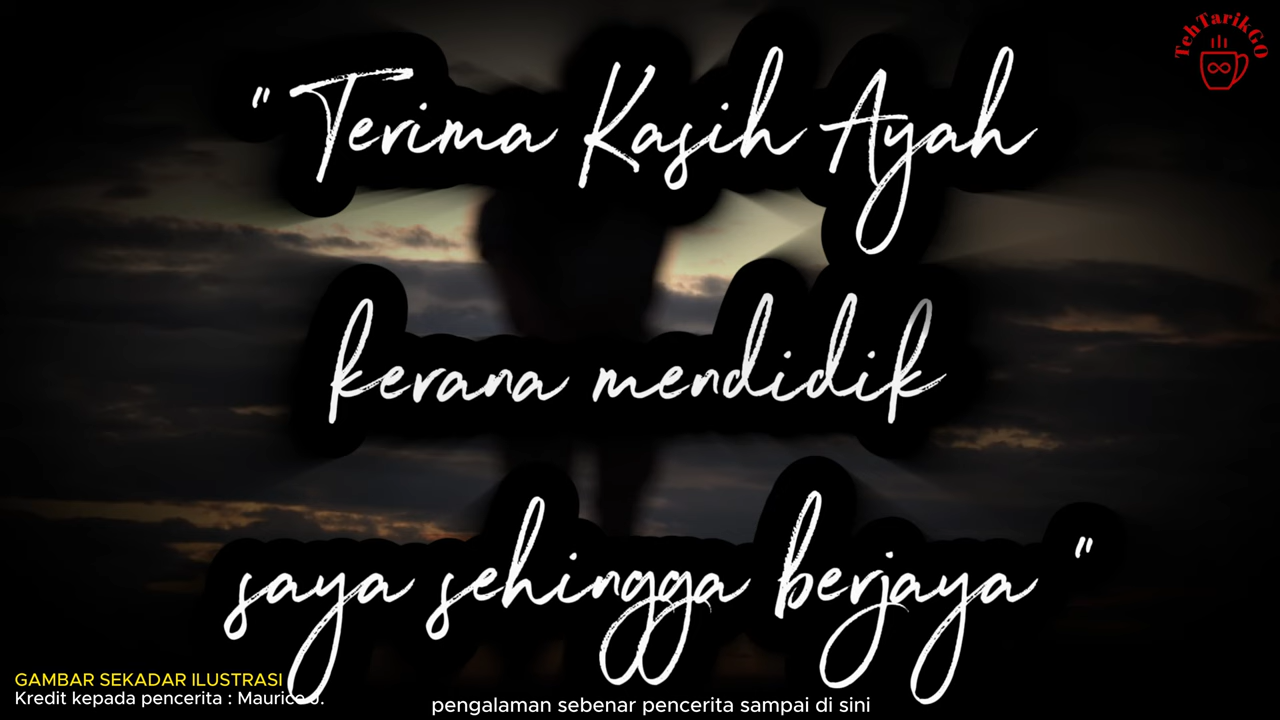 TehTarikGO
" Terima Kasih Ayah
kerana mendidik
saya sehingga berjaya "
GAMBAR SEKADAR ILUSTRASI
Kredit kepada pencerita : Maurice J.
pengalaman sebenar pencerita sampai di sini